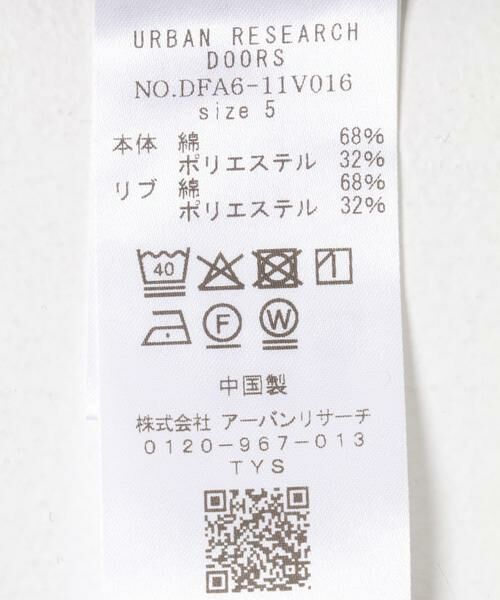 URBAN RESEARCH
DOORS
NO.DFA6-11V016
size 5
本体 綿 68%
ポリエステル 32%
リブ 綿 68%
ポリエステル 32%
40
F W
中国製
株式会社 アーバンリサーチ
0120-967-013
TYS